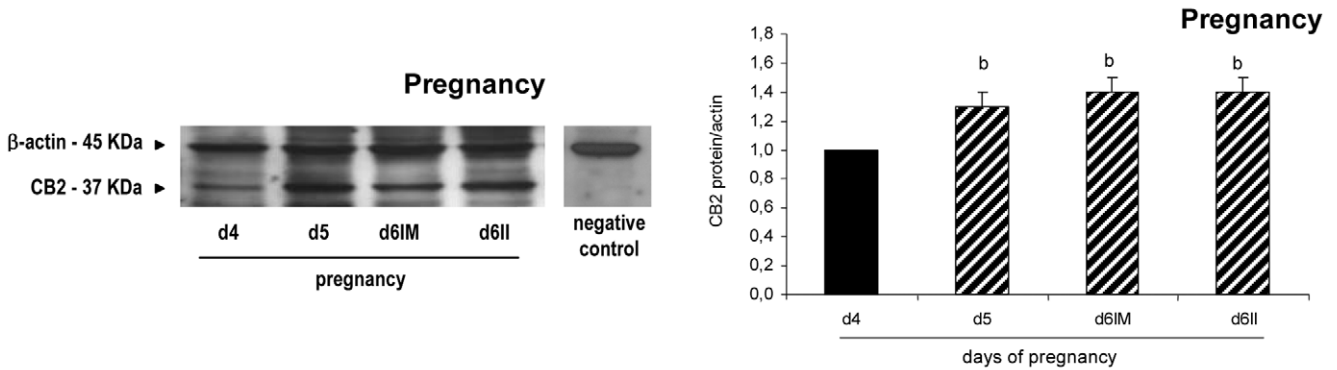 Pregnancy
β-actin - 45 KDa
CB2 - 37 KDa
d4 d5 d6IM d6II
pregnancy
negative
control
Pregnancy
CB2 protein/actin
1,8
1,6
1,4
1,2
1,0
0,8
0,6
0,4
0,2
0,0
b b b
d4 d5 d6IM d6II
days of pregnancy